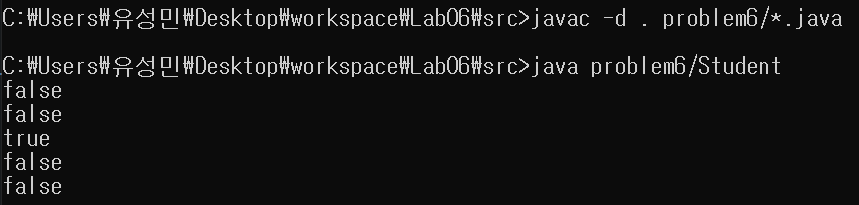 C:₩Users₩유성민₩Desktop₩workspace₩Lab06₩src>javac -d . problem6/*.java
C:₩Users₩유성민₩Desktop₩workspace₩Lab06₩src>java problem6/Student
false
false
true
false
false